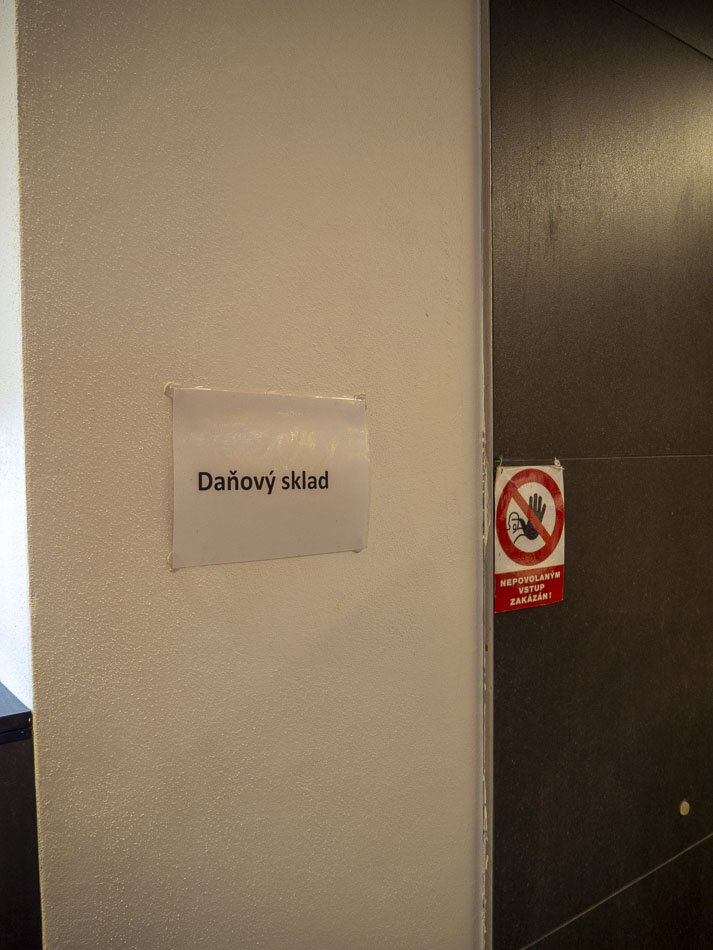 Daňový sklad
NEPOVOLANÝM
VSTUP
ZAKÁZÁN!